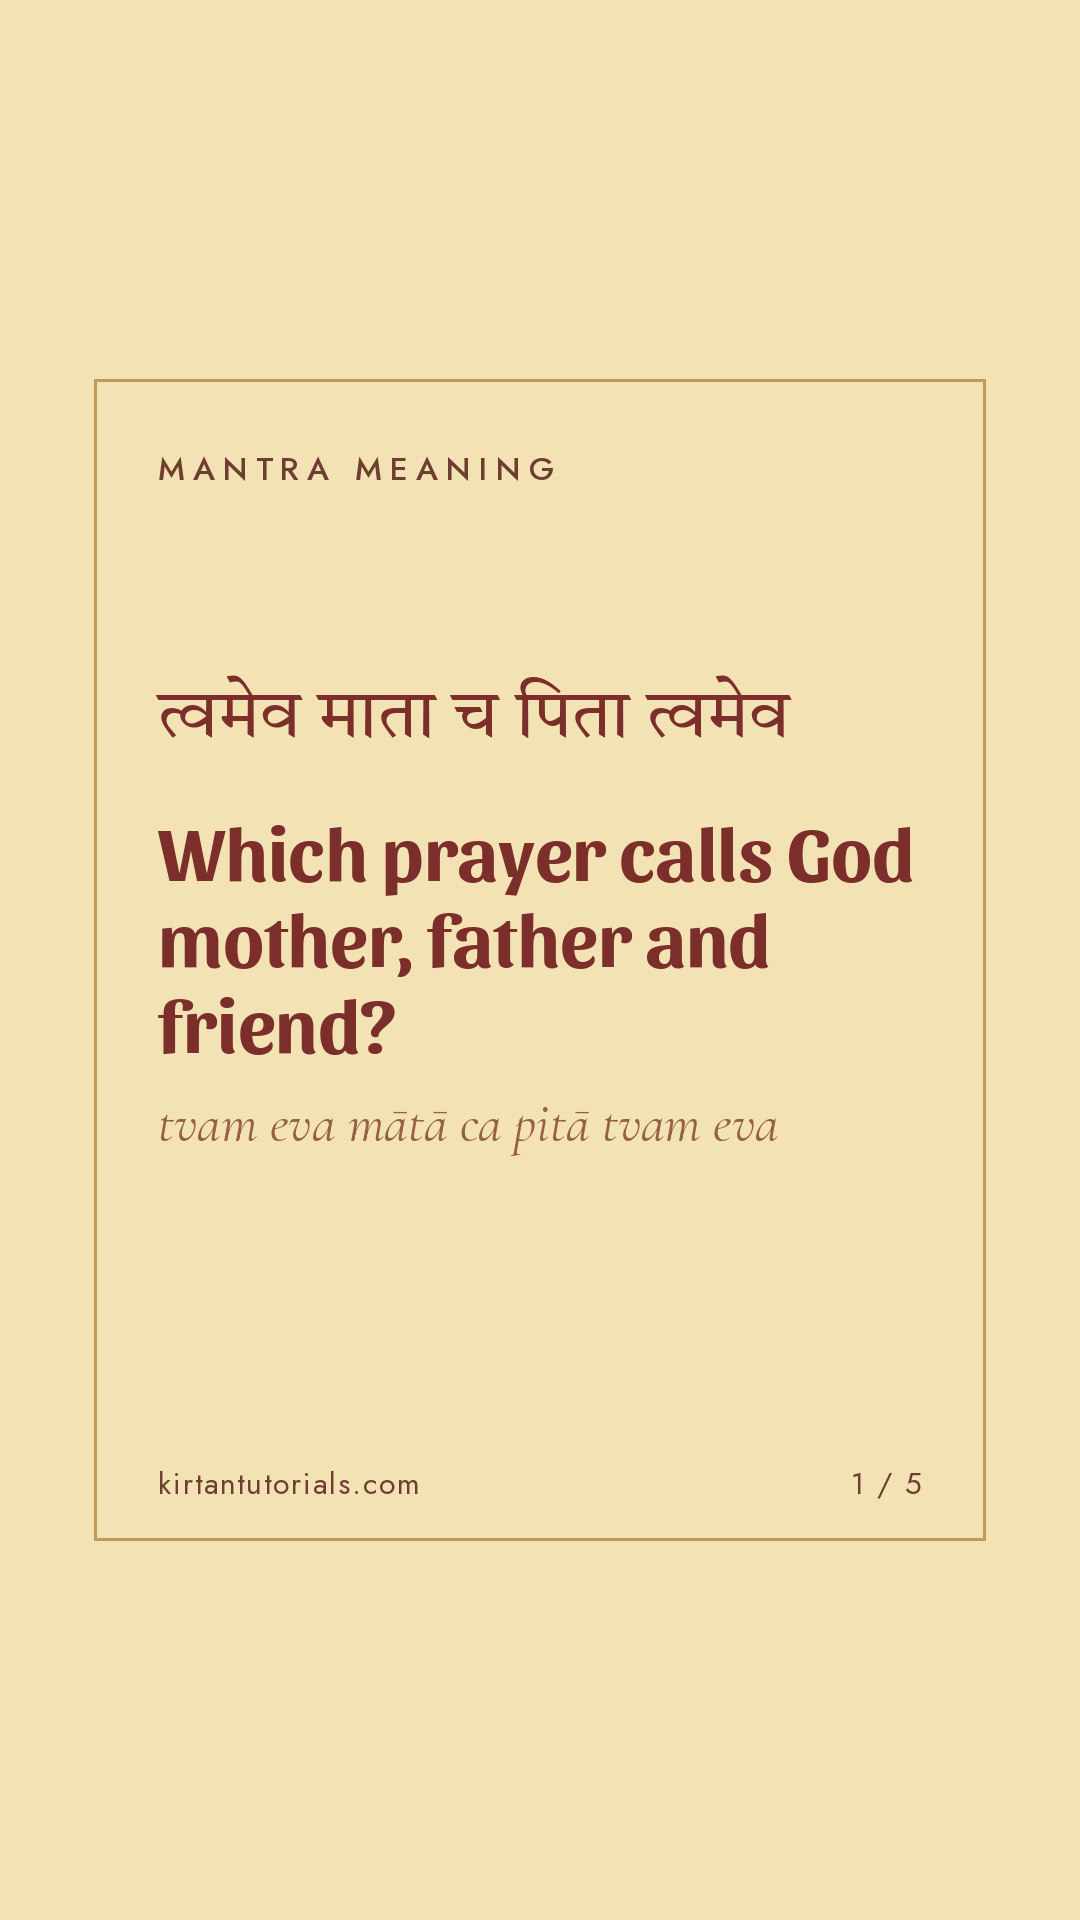 MANTRA MEANING
त्वमेव माता च पिता त्वमेव
Which prayer calls God
mother, father and
friend?
tvam eva mātā ca pitā tvam eva
kirtantutorials.com
1 / 5